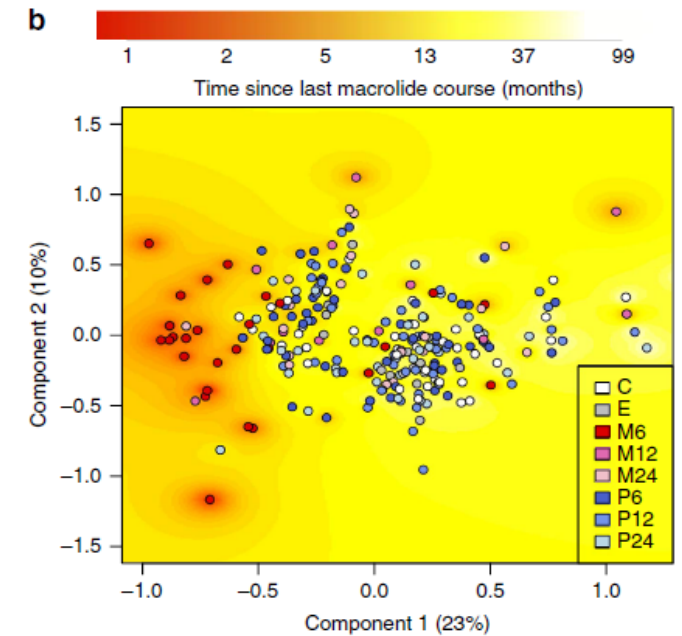 b
1 2 5 13 37 99
Time since last macrolide course (months)
1.5
1.0
0.5
0.0
−0.5
−1.0
−1.5
Component 2 (10%)
C
E
M6
M12
M24
P6
P12
P24
−1.0 −0.5 0.0 0.5 1.0
Component 1 (23%)